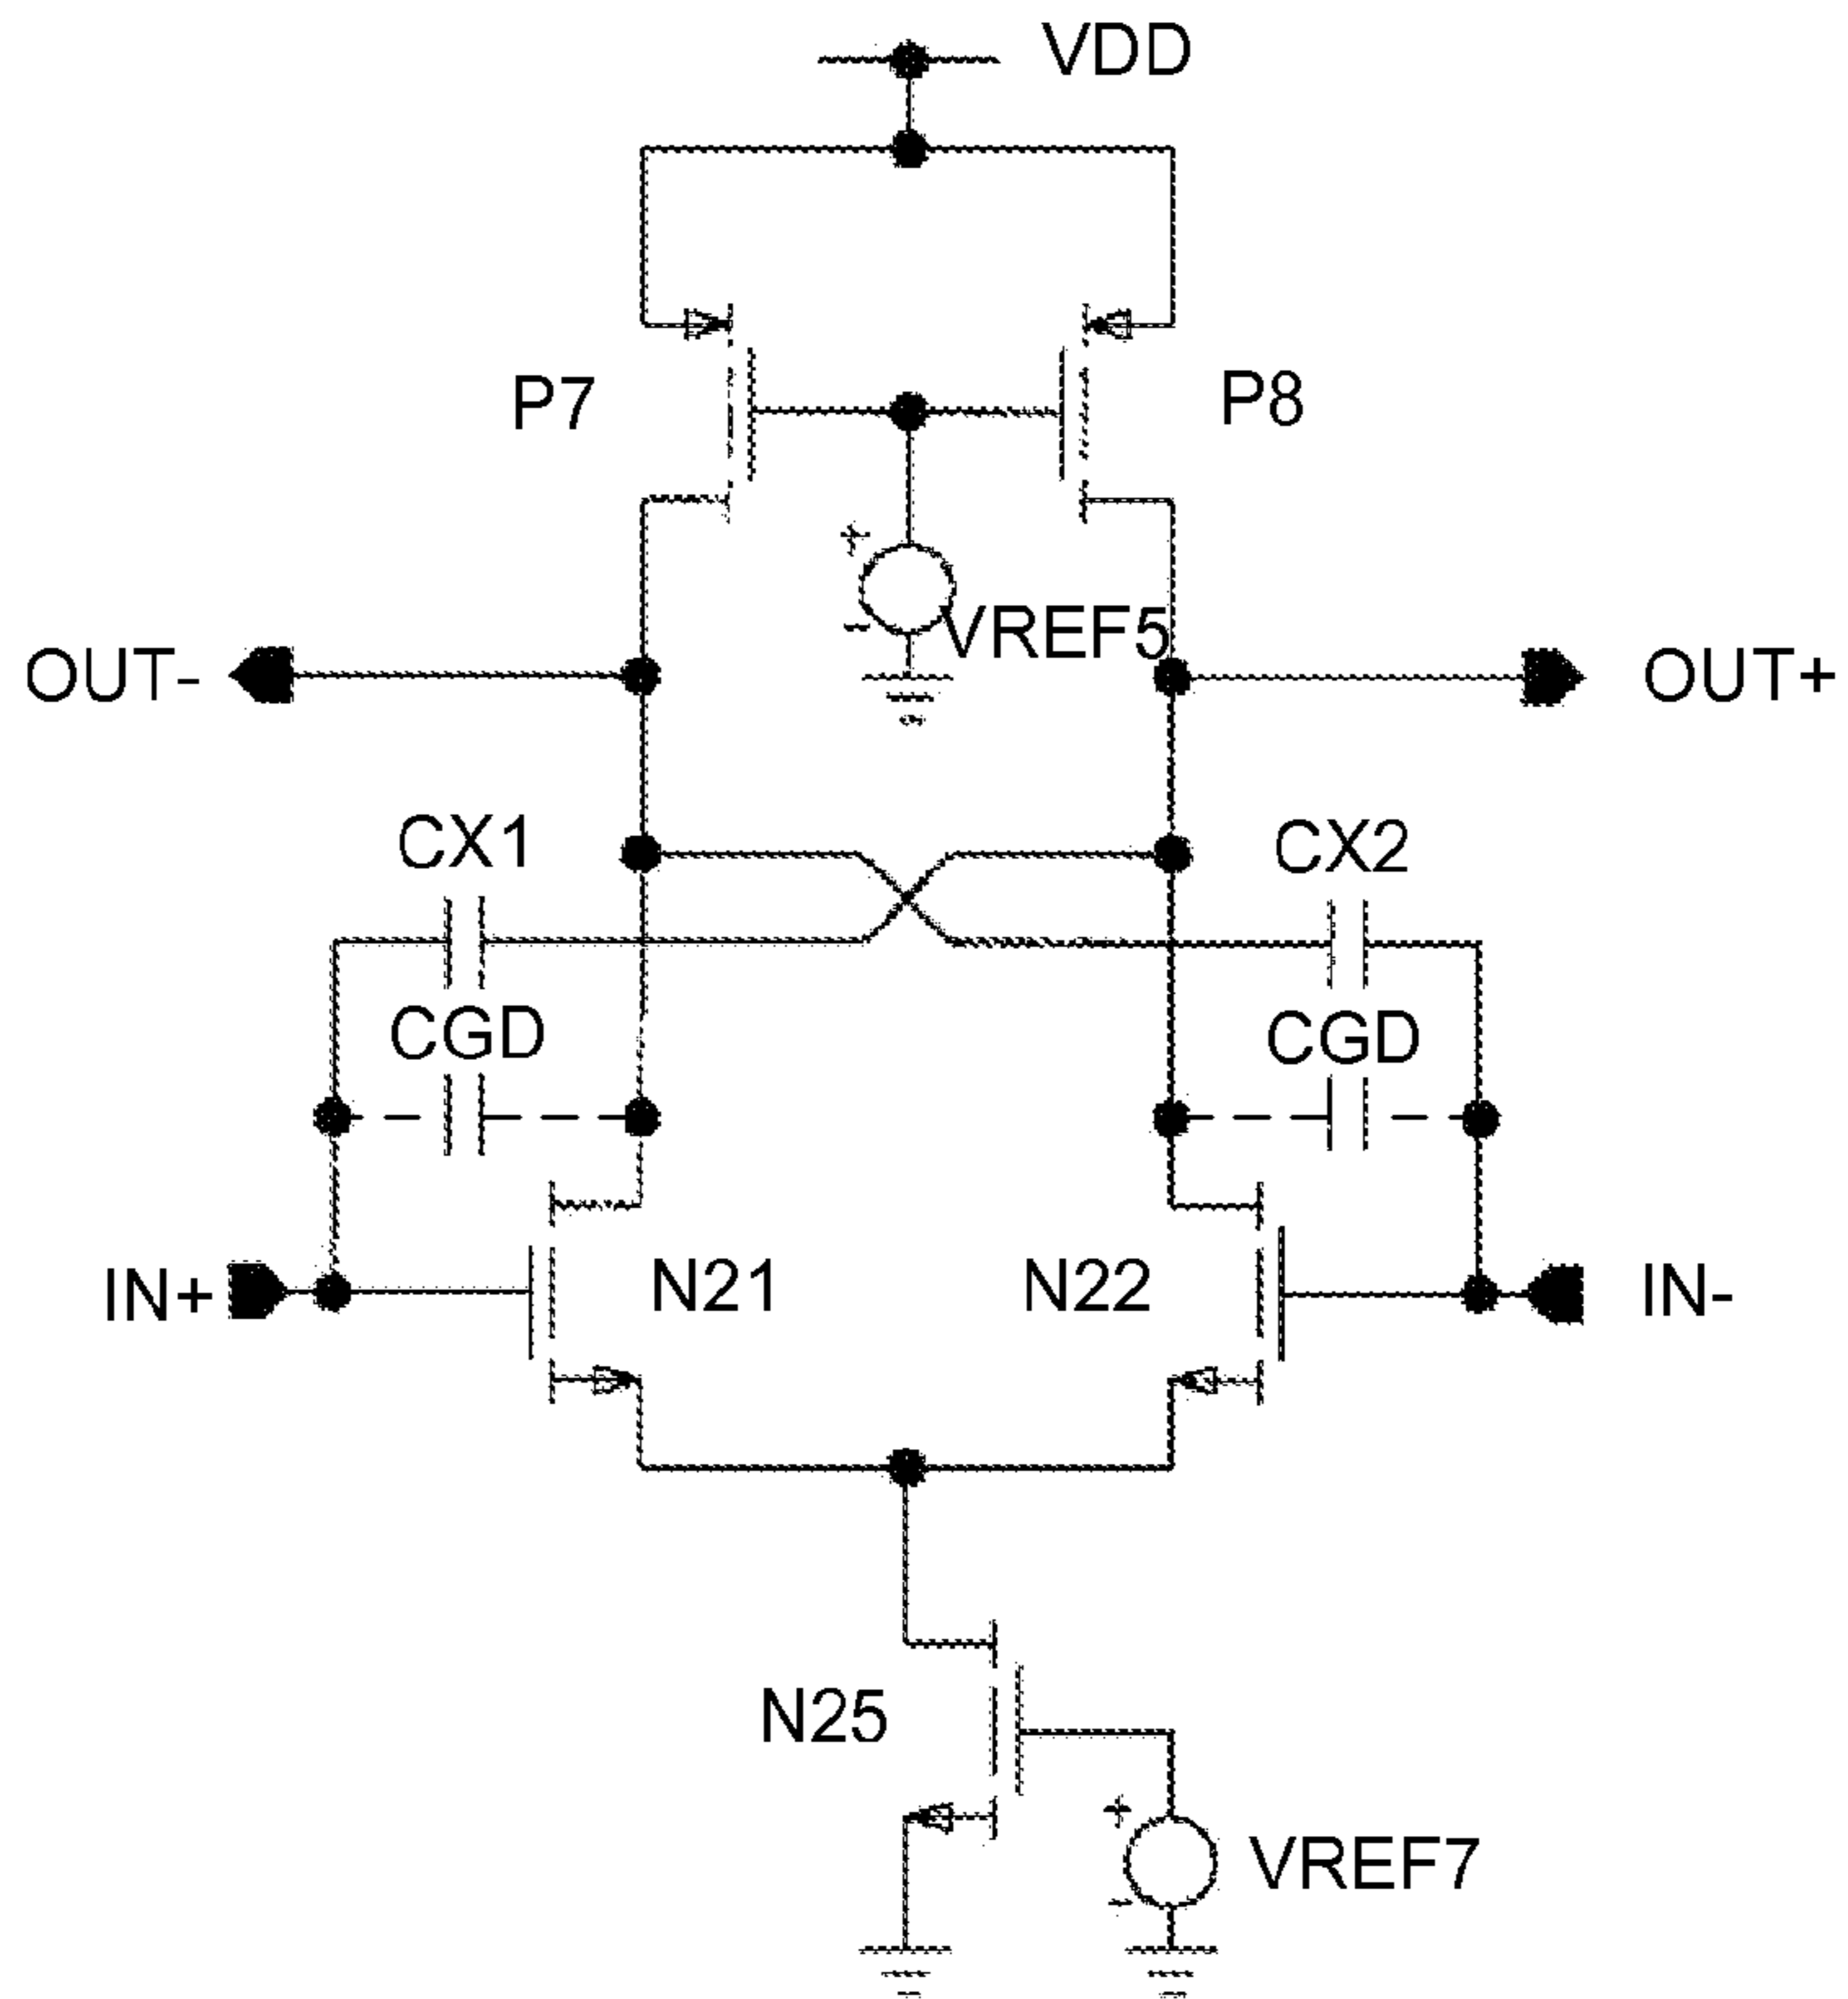 VDD
P7
P8
VREF5
OUT-
OUT+
CX1
CX2
CGD
CGD
IN+
N21
N22
IN-
N25
VREF7